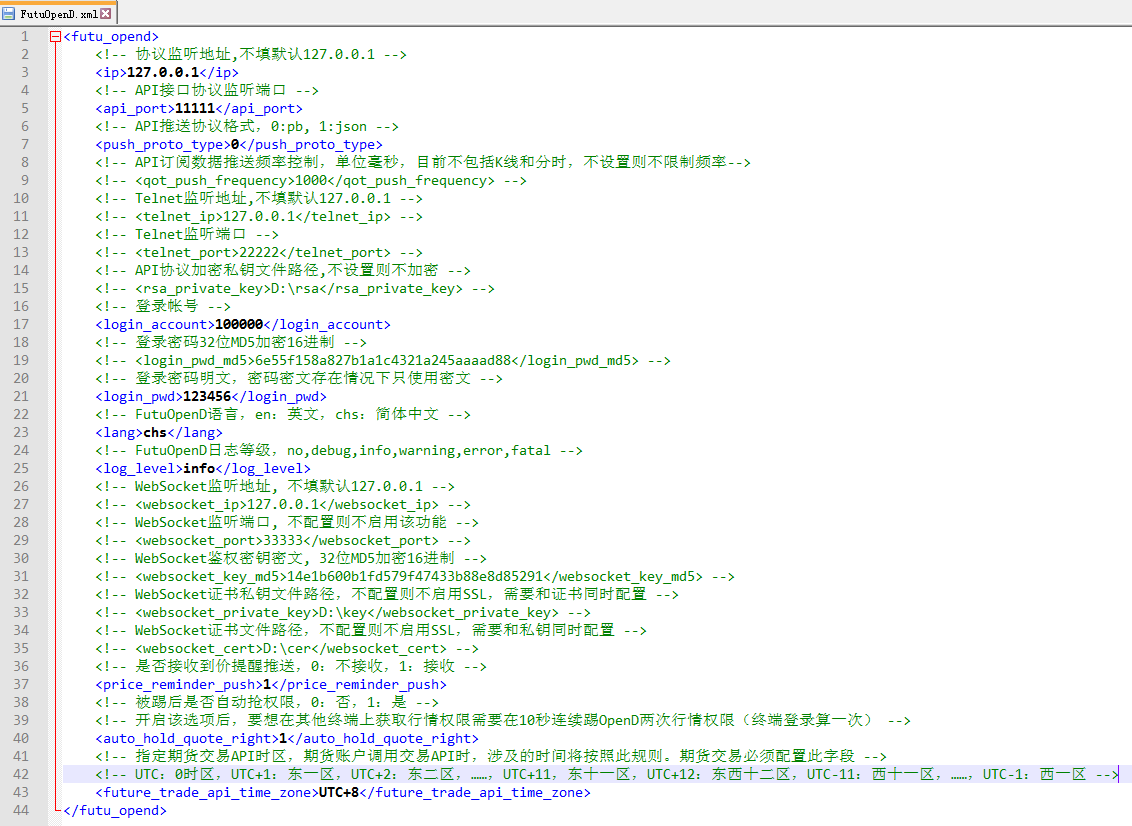 FutuOpenD.xml
1 <futu_opend>
2 <!-- 协议监听地址,不填默认127.0.0.1 -->
3 <ip>127.0.0.1</ip>
4 <!-- API接口协议监听端口 -->
5 <api_port>11111</api_port>
6 <!-- API推送协议格式，0:pb, 1:json -->
7 <push_proto_type>0</push_proto_type>
8 <!-- API订阅数据推送频率控制，单位毫秒，目前不包括K线和分时，不设置则不限制频率-->
9 <!-- <qot_push_frequency>1000</qot_push_frequency> -->
10 <!-- Telnet监听地址,不填默认127.0.0.1 -->
11 <!-- <telnet_ip>127.0.0.1</telnet_ip> -->
12 <!-- Telnet监听端口 -->
13 <!-- <telnet_port>22222</telnet_port> -->
14 <!-- API协议加密私钥文件路径,不设置则不加密 -->
15 <!-- <rsa_private_key>D:\rsa</rsa_private_key> -->
16 <!-- 登录帐号 -->
17 <login_account>100000</login_account>
18 <!-- 登录密码32位MD5加密16进制 -->
19 <!-- <login_pwd_md5>6e55f158a827b1a1c4321a245aaaad88</login_pwd_md5> -->
20 <!-- 登录密码明文，密码密文存在情况下只使用密文 -->
21 <login_pwd>123456</login_pwd>
22 <!-- FutuOpenD语言，en：英文，chs：简体中文 -->
23 <lang>chs</lang>
24 <!-- FutuOpenD日志等级，no,debug,info,warning,error,fatal -->
25 <log_level>info</log_level>
26 <!-- WebSocket监听地址, 不填默认127.0.0.1 -->
27 <!-- <websocket_ip>127.0.0.1</websocket_ip> -->
28 <!-- WebSocket监听端口, 不配置则不启用该功能 -->
29 <!-- <websocket_port>33333</websocket_port> -->
30 <!-- WebSocket鉴权密钥密文, 32位MD5加密16进制 -->
31 <!-- <websocket_key_md5>14e1b600b1fd579f47433b88e8d85291</websocket_key_md5> -->
32 <!-- WebSocket证书私钥文件路径，不配置则不启用SSL，需要和证书同时配置 -->
33 <!-- <websocket_private_key>D:\key</websocket_private_key> -->
34 <!-- WebSocket证书文件路径，不配置则不启用SSL，需要和私钥同时配置 -->
35 <!-- <websocket_cert>D:\cer</websocket_cert> -->
36 <!-- 是否接收到价提醒推送，0：不接收，1：接收 -->
37 <price_reminder_push>1</price_reminder_push>
38 <!-- 被踢后是否自动抢权限，0：否，1：是 -->
39 <!-- 开启该选项后，要想在其他终端上获取行情权限需要在10秒连续踢OpenD两次行情权限（终端登录算一次） -->
40 <auto_hold_quote_right>1</auto_hold_quote_right>
41 <!-- 指定期货交易API时区，期货账户调用交易API时，涉及的时间将按照此规则。期货交易必须配置此字段 -->
42 <!-- UTC：0时区，UTC+1：东一区，UTC+2：东二区，……，UTC+11，东十一区，UTC+12：东西十二区，UTC-11：西十一区，……，UTC-1：西一区 -->
43 <future_trade_api_time_zone>UTC+8</future_trade_api_time_zone>
44 </futu_opend>